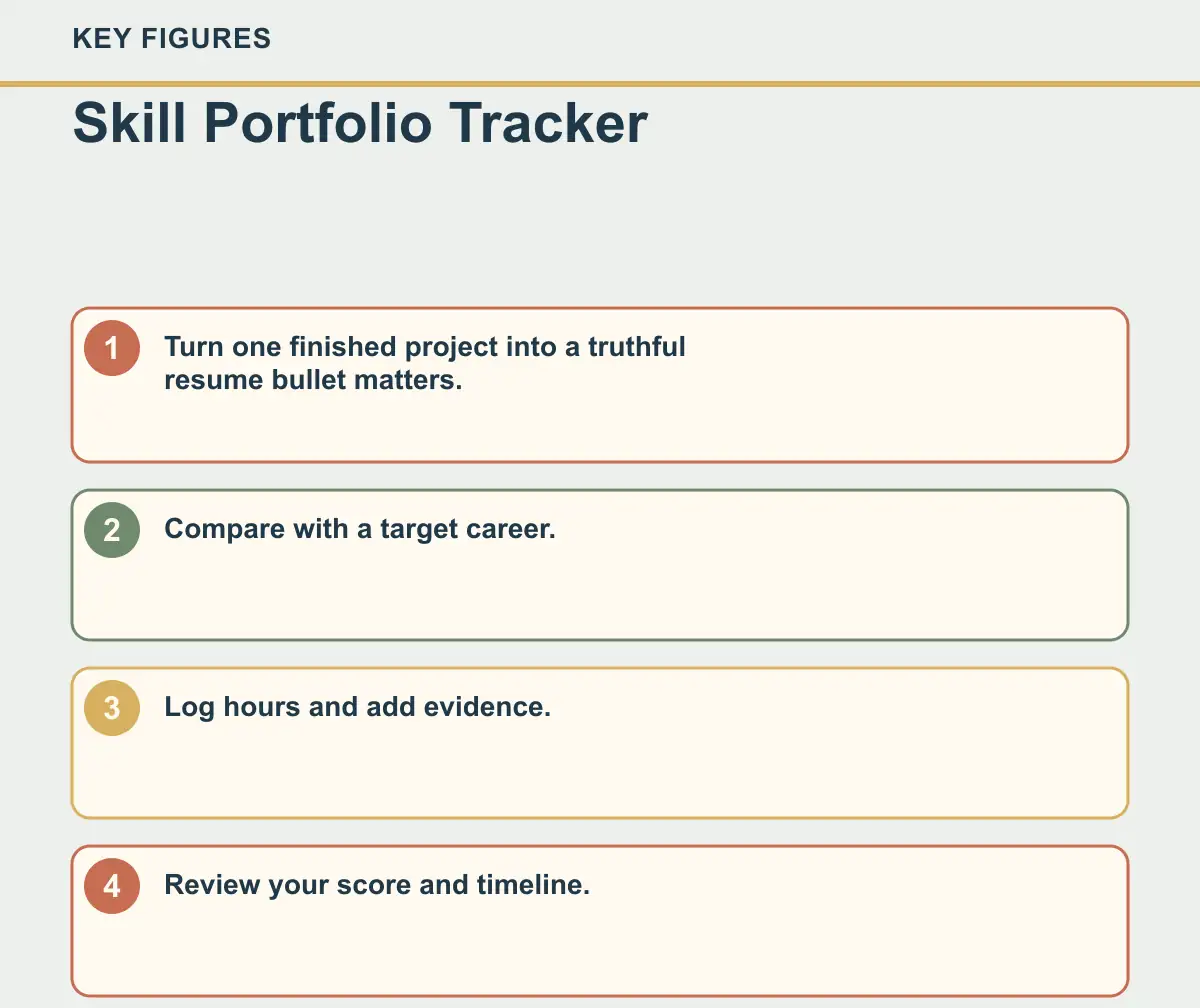 KEY FIGURES
Skill Portfolio Tracker
1
Turn one finished project into a truthful
resume bullet matters.
2
Compare with a target career.
3
Log hours and add evidence.
4
Review your score and timeline.